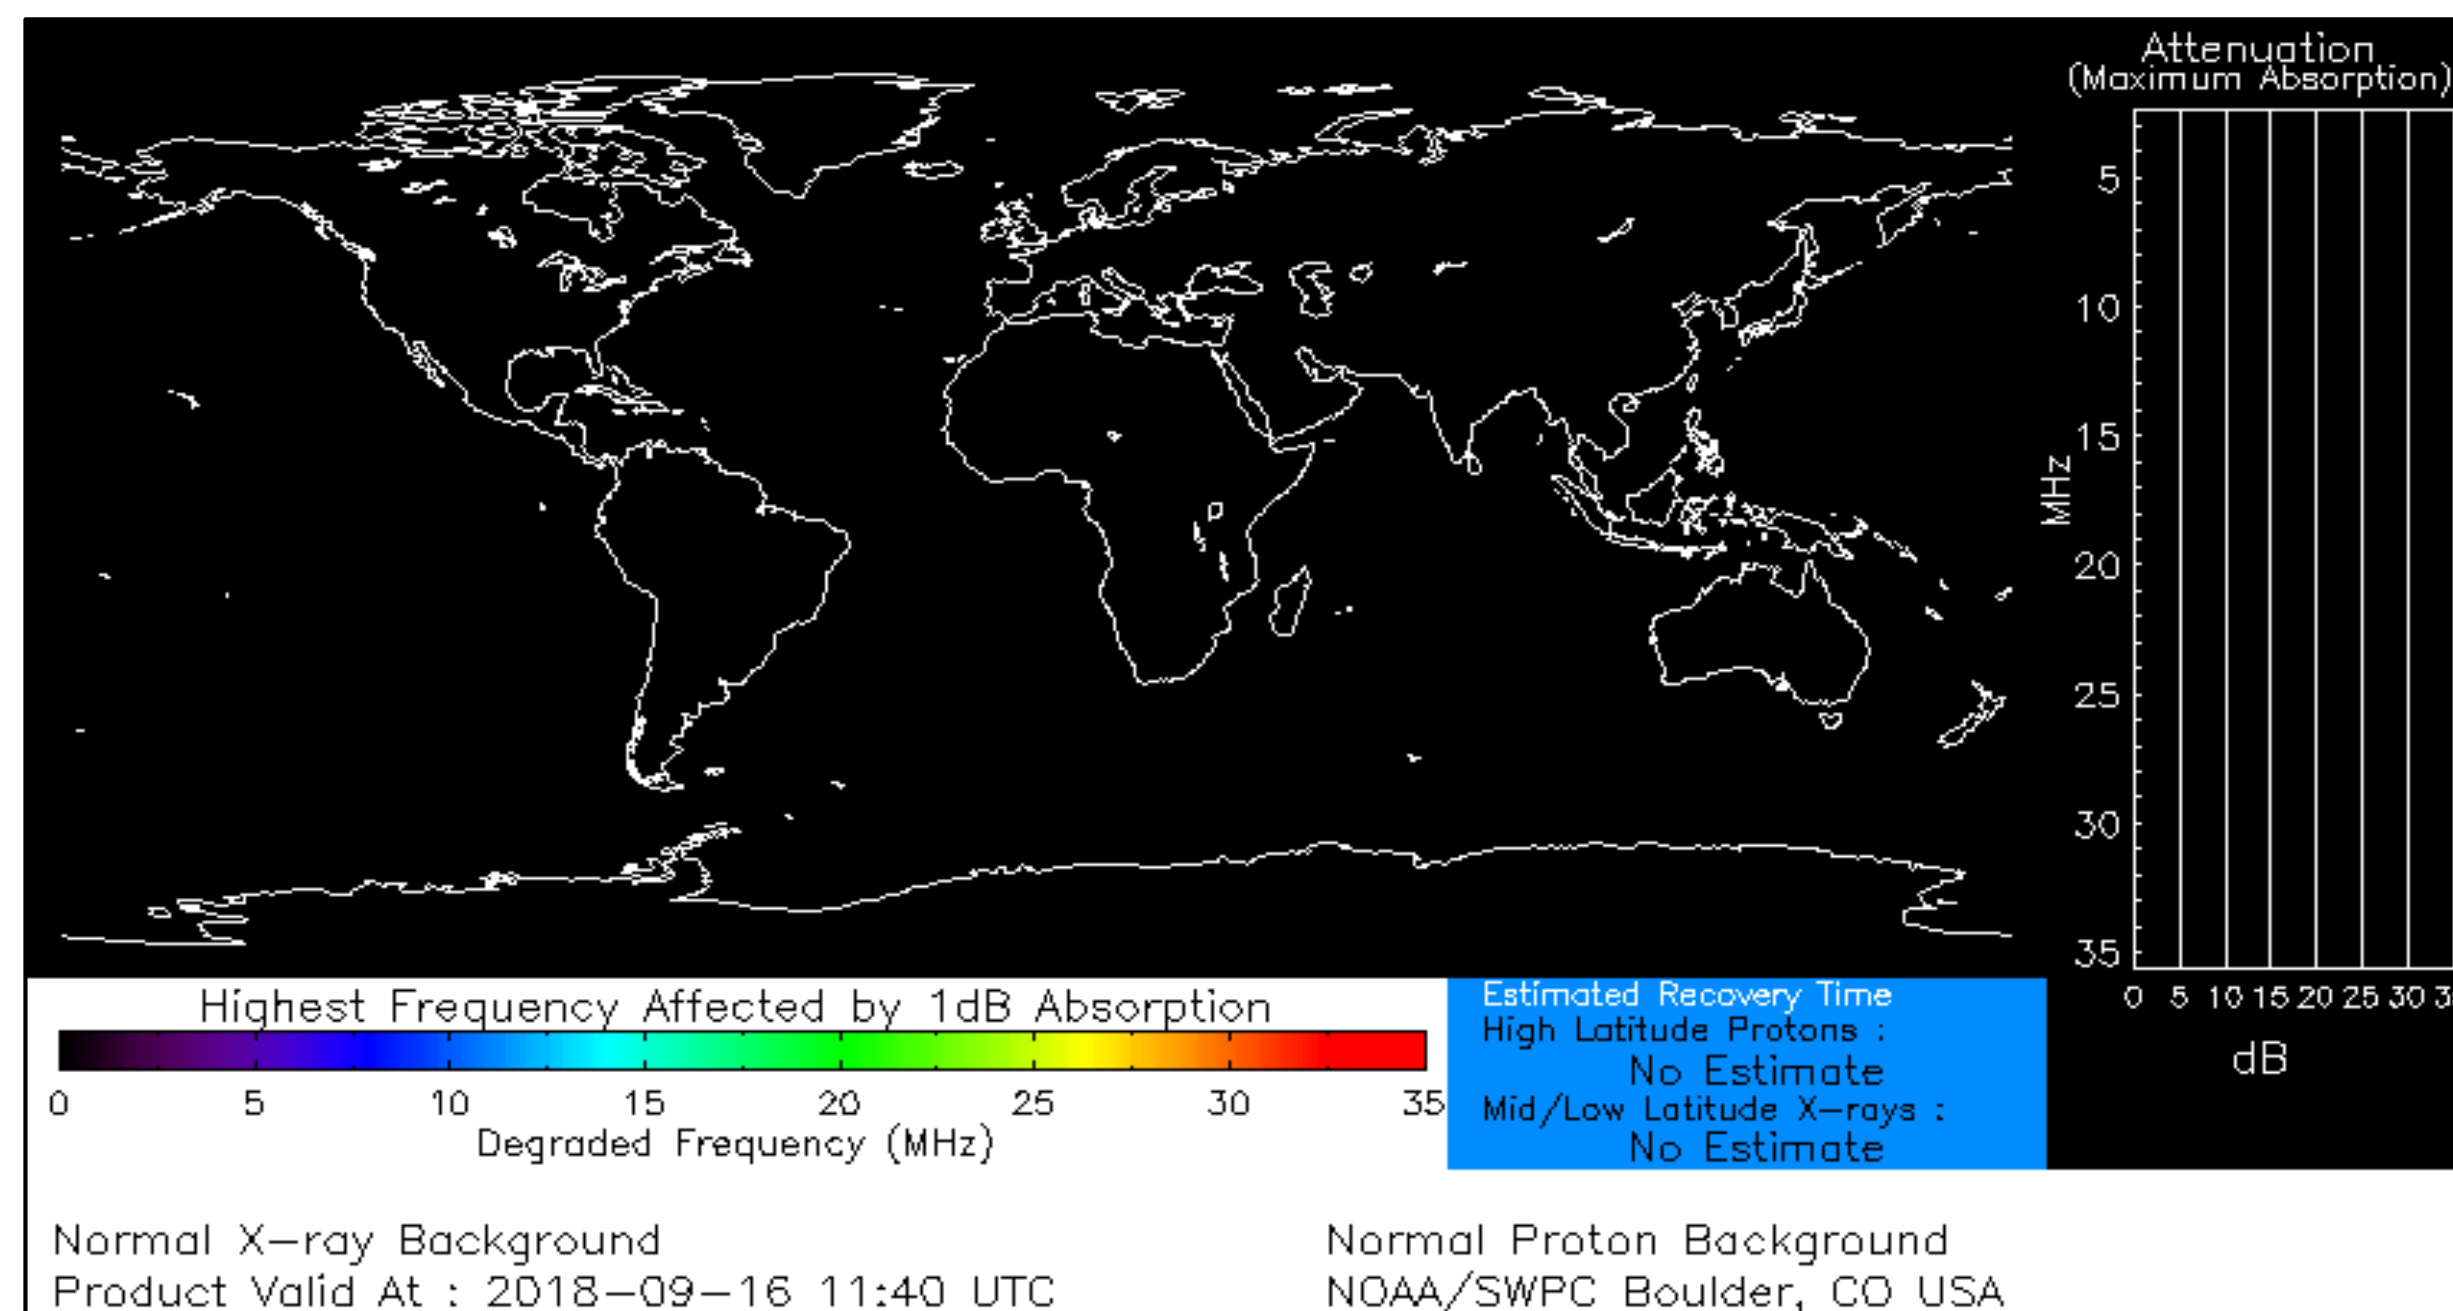 Attenuation
(Maximum Absorption)
5
10
15
20
25
30
35
MHz
0 5 10 15 20 25 30 3
dB
Highest Frequency Affected by 1dB Absorption
0 5 10 15 20 25 30 35
Degraded Frequency (MHz)
Estimated Recovery Time
High Latitude Protons :
No Estimate
Mid/Low Latitude X-rays :
No Estimate
Normal X-ray Background
Product Valid At : 2018-09-16 11:40 UTC
Normal Proton Background
NOAA/SWPC Boulder, CO USA